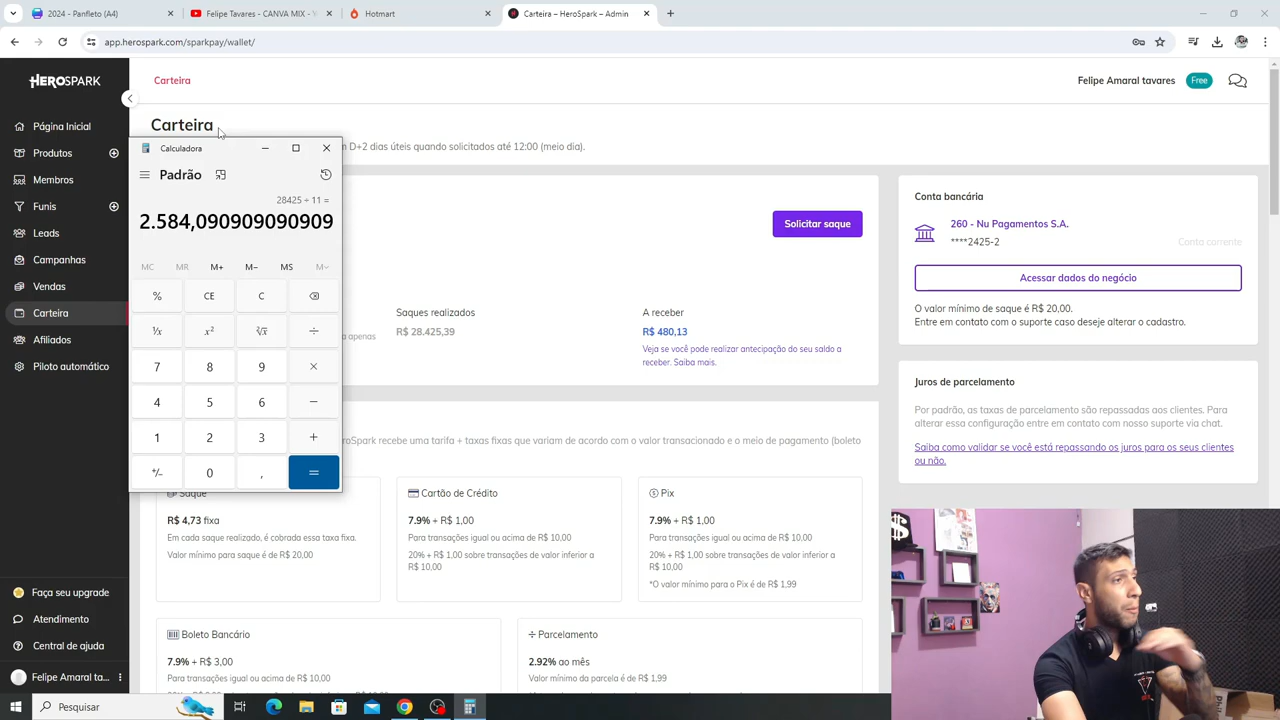 2024 - Panfleto (A4)
Felipe Tavares - CANVA MIX - V
Hotmart
Carteira – HeroSpark – Admin
app.herospark.com/sparkpay/wallet/
HEROSPARK
Carteira
Felipe Amaral tavares
Free
Página Inicial
Produtos
Membros
Funis
Leads
Campanhas
Vendas
Carteira
Afiliados
Piloto automático
Faça seu upgrade
Atendimento
Central de ajuda
Felipe Amaral ta...
Carteira
m D+2 dias úteis quando solicitados até 12:00 (meio dia).
Calculadora
Padrão
28425 ÷ 11 =
2.584,090909090909
MC MR M+ M− MS M˅
% CE C
¹/x x² ²√x ÷
7 8 9 ×
4 5 6 −
1 2 3 +
+/− 0 , =
Solicitar saque
Saques realizados
R$ 28.425,39
a apenas
A receber
R$ 480,13
Veja se você pode realizar antecipação do seu saldo a
receber. Saiba mais.
roSpark recebe uma tarifa + taxas fixas que variam de acordo com o valor transacionado e o meio de pagamento (boleto
Saque
R$ 4,73 fixa
Em cada saque realizado, é cobrada essa taxa fixa.
Valor mínimo para saque é de R$ 20,00
Cartão de Crédito
7.9% + R$ 1,00
Para transações igual ou acima de R$ 10,00
20% + R$ 1,00 sobre transações de valor inferior a
R$ 10,00
Pix
7.9% + R$ 1,00
Para transações igual ou acima de R$ 10,00
20% + R$ 1,00 sobre transações de valor inferior a
R$ 10,00
*O valor mínimo para o Pix é de R$ 1,99
Boleto Bancário
7.9% + R$ 3,00
Para transações igual ou acima de R$ 10,00
Parcelamento
2.92% ao mês
Valor mínimo da parcela é de R$ 1,99
Conta bancária
260 - Nu Pagamentos S.A.
****2425-2
Conta corrente
Acessar dados do negócio
O valor mínimo de saque é R$ 20,00.
Entre em contato com o suporte caso deseje alterar o cadastro.
Juros de parcelamento
Por padrão, as taxas de parcelamento são repassadas aos clientes. Para
alterar essa configuração entre em contato com nosso suporte via chat.
Saiba como validar se você está repassando os juros para os seus clientes
ou não.
Pesquisar